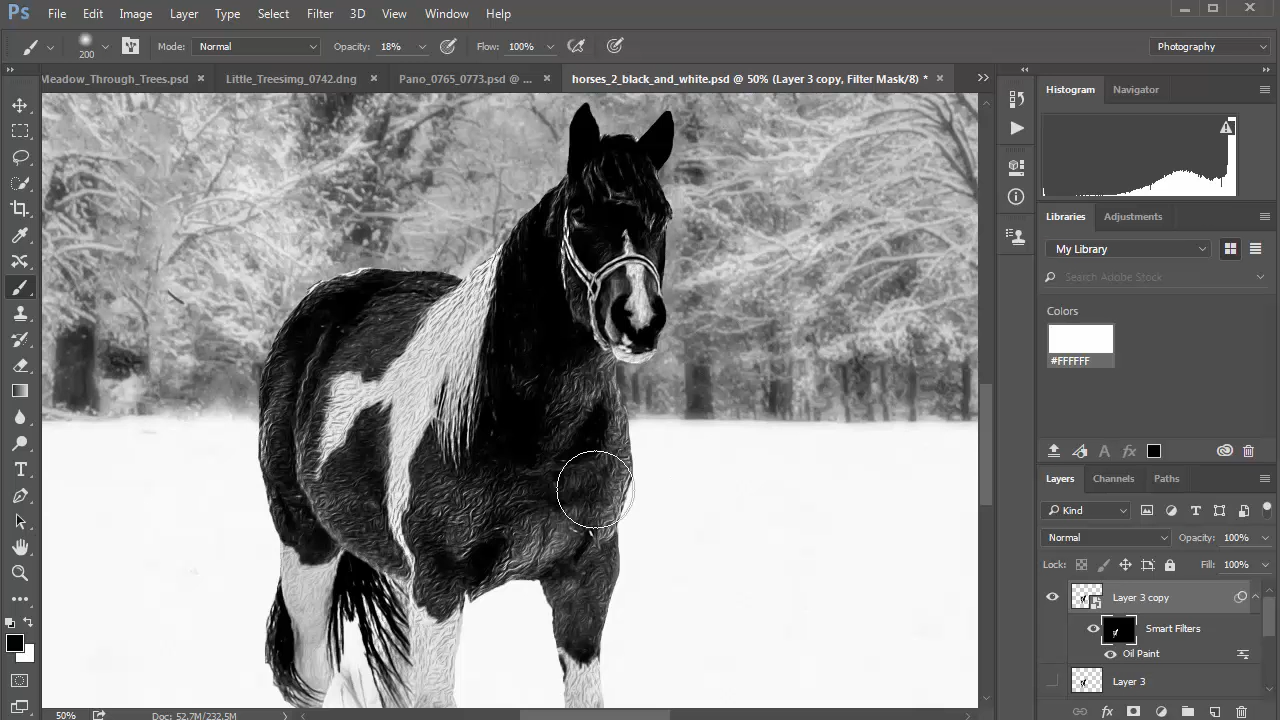 Ps File Edit Image Layer Type Select Filter 3D View Window Help
200 Mode: Normal Opacity: 18% Flow: 100% Photography
Meadow_Through_Trees.psd Little_Treesimg_0742.dng Pano_0765_0773.psd @ ... horses_2_black_and_white.psd @ 50% (Layer 3 copy, Filter Mask/8) *
Histogram Navigator
Libraries Adjustments
My Library
Search Adobe Stock
Colors
#FFFFFF
Layers Channels Paths
Kind
Normal Opacity: 100%
Lock: Fill: 100%
Layer 3 copy
Smart Filters
Oil Paint
Layer 3
50% Doc: 52.7M/232.5M